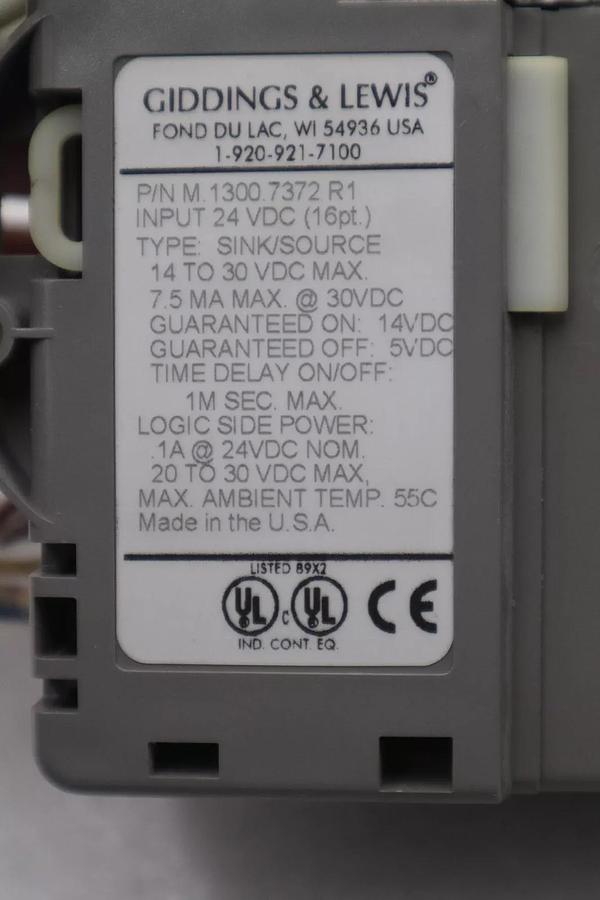 GIDDINGS & LEWIS®
FOND DU LAC, WI 54936 USA
1-920-921-7100
P/N M.1300.7372 R1
INPUT 24 VDC (16pt.)
TYPE: SINK/SOURCE
14 TO 30 VDC MAX.
7.5 MA MAX. @ 30VDC
GUARANTEED ON: 14VDC
GUARANTEED OFF: 5VDC
TIME DELAY ON/OFF:
1M SEC. MAX.
LOGIC SIDE POWER:
.1A @ 24VDC NOM.
20 TO 30 VDC MAX,
MAX. AMBIENT TEMP. 55C
Made in the U.S.A.
LISTED 89X2
UL c UL CE
IND. CONT. EQ.